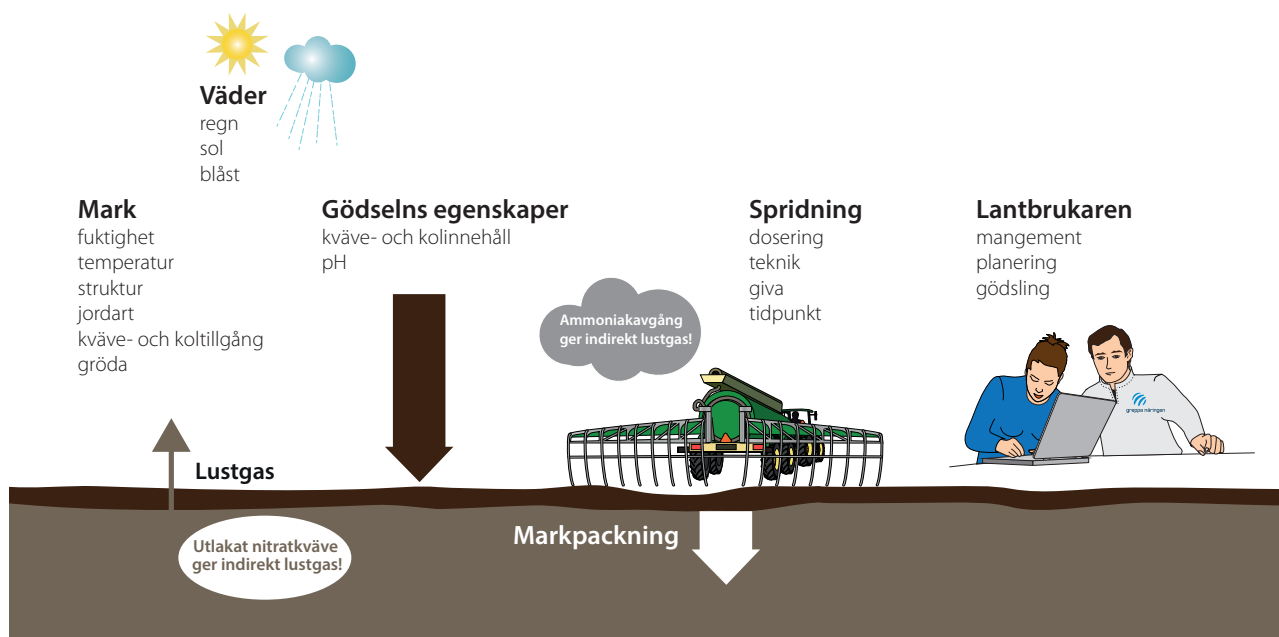 Väder
regn
sol
blåst
Mark
fuktighet
temperatur
struktur
jordart
kväve- och koltillgång
gröda
Gödselns egenskaper
kväve- och kolinnehåll
pH
Spridning
dosering
teknik
giva
tidpunkt
Lantbrukaren
mangement
planering
gödsling
Ammoniakavgång
ger indirekt lustgas!
greppa näringen
Lustgas
Utlakat nitratkväve
ger indirekt lustgas!
Markpackning